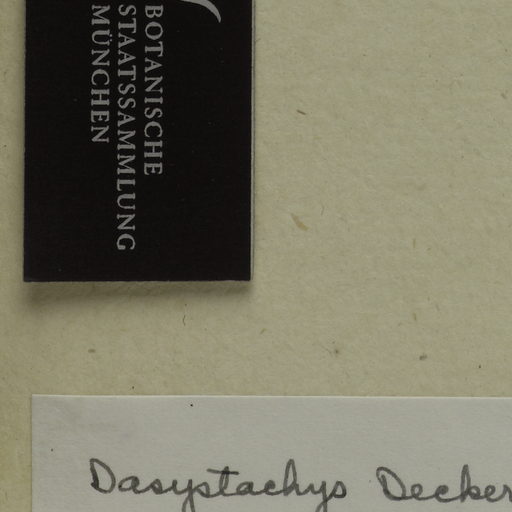 BOTANISCHE
STAATSSAMMLUNG
MÜNCHEN
Dasystachys Decker